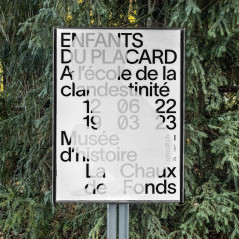 ENFANTS
DU PLACARD
A l'école de la
clandestinité
12 06 22
19 03 23
Musée
d'histoire
La Chaux
de Fonds